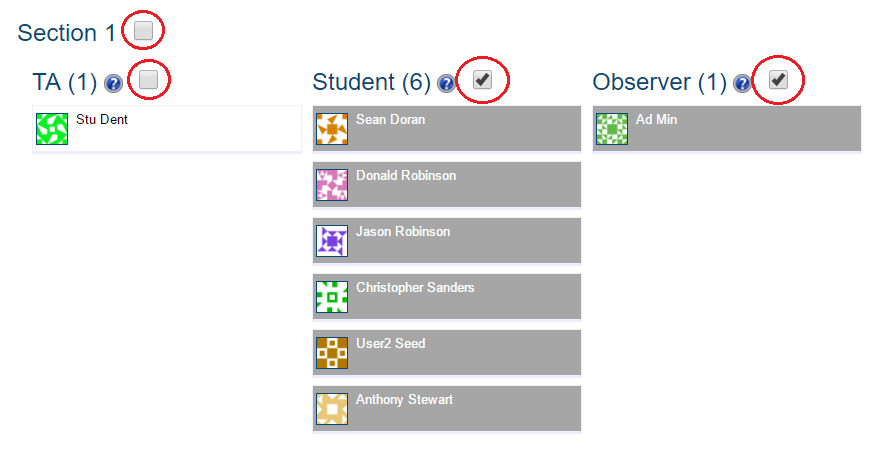 Section 1
TA (1) ?
Student (6) ?
Observer (1) ?
Stu Dent
Sean Doran
Ad Min
Donald Robinson
Jason Robinson
Christopher Sanders
User2 Seed
Anthony Stewart